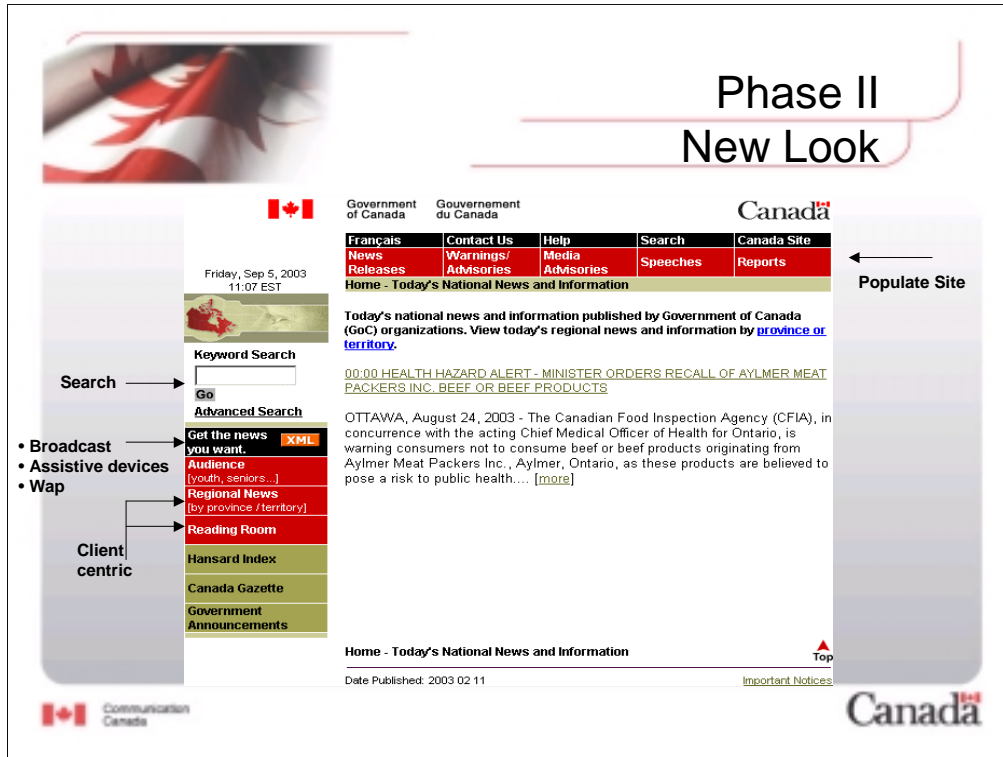 Phase II
New Look
Government of Canada
Gouvernement du Canada
Canada
Français Contact Us Help Search Canada Site
News Releases Warnings/ Advisories Media Advisories Speeches Reports
Populate Site
Friday, Sep 5, 2003
11:07 EST
Home - Today's National News and Information
Today's national news and information published by Government of Canada
(GoC) organizations. View today's regional news and information by province or
territory.
Keyword Search
Search
Go
Advanced Search
00:00 HEALTH HAZARD ALERT - MINISTER ORDERS RECALL OF AYLMER MEAT
PACKERS INC. BEEF OR BEEF PRODUCTS
OTTAWA, August 24, 2003 - The Canadian Food Inspection Agency (CFIA), in
concurrence with the acting Chief Medical Officer of Health for Ontario, is
warning consumers not to consume beef or beef products originating from
Aylmer Meat Packers Inc., Aylmer, Ontario, as these products are believed to
pose a risk to public health.... [more]
• Broadcast
• Assistive devices
• Wap
Get the news
you want. XML
Audience
[youth, seniors...]
Regional News
[by province / territory]
Reading Room
Client
centric
Hansard Index
Canada Gazette
Government
Announcements
Home - Today's National News and Information
Top
Date Published: 2003 02 11
Important Notices
Communication
Canada
Canada